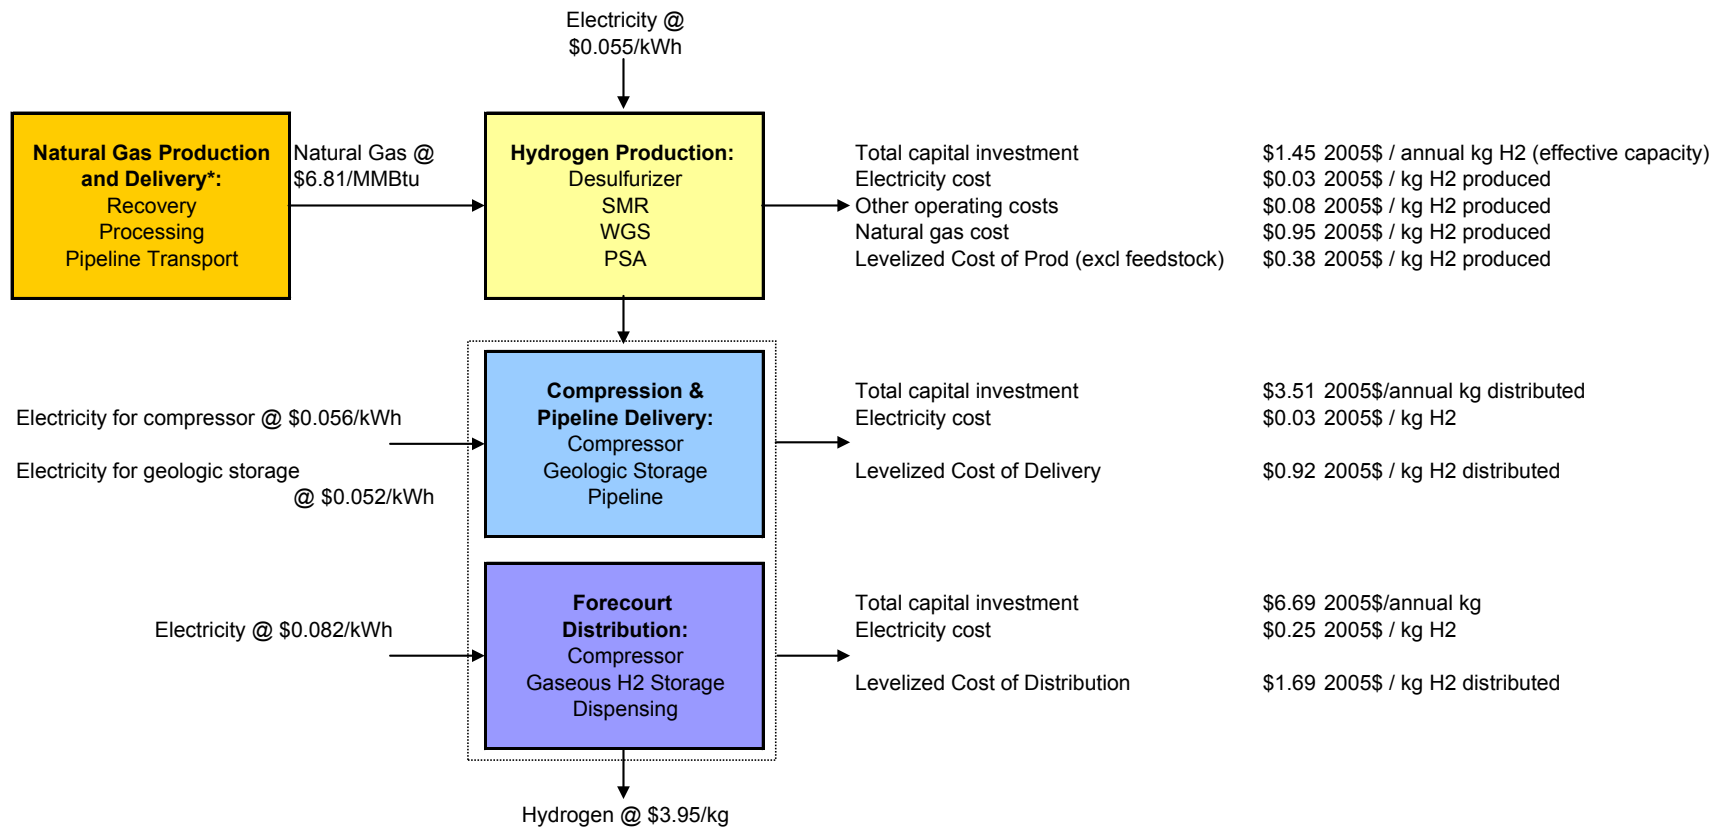 Electricity @
$0.055/kWh
Natural Gas Production
and Delivery*:
Recovery
Processing
Pipeline Transport
Natural Gas @
$6.81/MMBtu
Hydrogen Production:
Desulfurizer
SMR
WGS
PSA
Total capital investment $1.45 2005$ / annual kg H2 (effective capacity)
Electricity cost $0.03 2005$ / kg H2 produced
Other operating costs $0.08 2005$ / kg H2 produced
Natural gas cost $0.95 2005$ / kg H2 produced
Levelized Cost of Prod (excl feedstock) $0.38 2005$ / kg H2 produced
Electricity for compressor @ $0.056/kWh
Electricity for geologic storage
@ $0.052/kWh
Compression &
Pipeline Delivery:
Compressor
Geologic Storage
Pipeline
Total capital investment $3.51 2005$/annual kg distributed
Electricity cost $0.03 2005$ / kg H2
Levelized Cost of Delivery $0.92 2005$ / kg H2 distributed
Electricity @ $0.082/kWh
Forecourt
Distribution:
Compressor
Gaseous H2 Storage
Dispensing
Total capital investment $6.69 2005$/annual kg
Electricity cost $0.25 2005$ / kg H2
Levelized Cost of Distribution $1.69 2005$ / kg H2 distributed
Hydrogen @ $3.95/kg